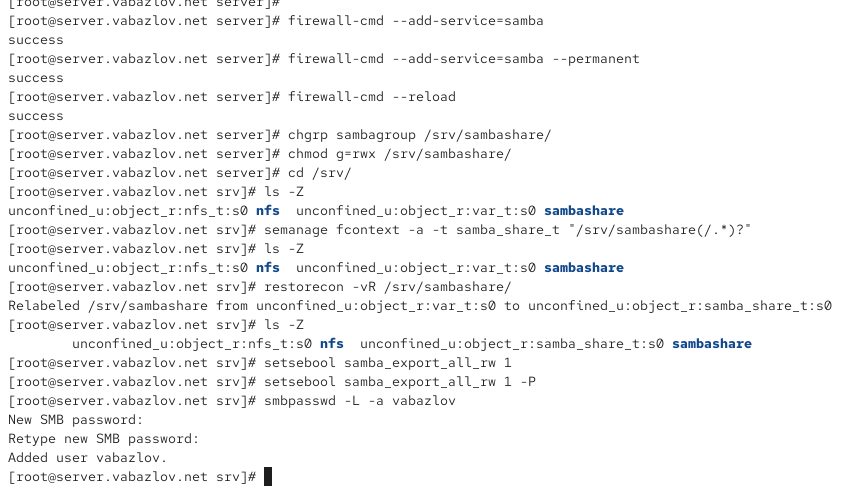 [root@server.vabazlov.net server]#
[root@server.vabazlov.net server]# firewall-cmd --add-service=samba
success
[root@server.vabazlov.net server]# firewall-cmd --add-service=samba --permanent
success
[root@server.vabazlov.net server]# firewall-cmd --reload
success
[root@server.vabazlov.net server]# chgrp sambagroup /srv/sambashare/
[root@server.vabazlov.net server]# chmod g=rwx /srv/sambashare/
[root@server.vabazlov.net server]# cd /srv/
[root@server.vabazlov.net srv]# ls -Z
unconfined_u:object_r:nfs_t:s0 nfs  unconfined_u:object_r:var_t:s0 sambashare
[root@server.vabazlov.net srv]# semanage fcontext -a -t samba_share_t "/srv/sambashare(/.*)?"
[root@server.vabazlov.net srv]# ls -Z
unconfined_u:object_r:nfs_t:s0 nfs  unconfined_u:object_r:var_t:s0 sambashare
[root@server.vabazlov.net srv]# restorecon -vR /srv/sambashare/
Relabeled /srv/sambashare from unconfined_u:object_r:var_t:s0 to unconfined_u:object_r:samba_share_t:s0
[root@server.vabazlov.net srv]# ls -Z
        unconfined_u:object_r:nfs_t:s0 nfs  unconfined_u:object_r:samba_share_t:s0 sambashare
[root@server.vabazlov.net srv]# setsebool samba_export_all_rw 1
[root@server.vabazlov.net srv]# setsebool samba_export_all_rw 1 -P
[root@server.vabazlov.net srv]# smbpasswd -L -a vabazlov
New SMB password:
Retype new SMB password:
Added user vabazlov.
[root@server.vabazlov.net srv]#